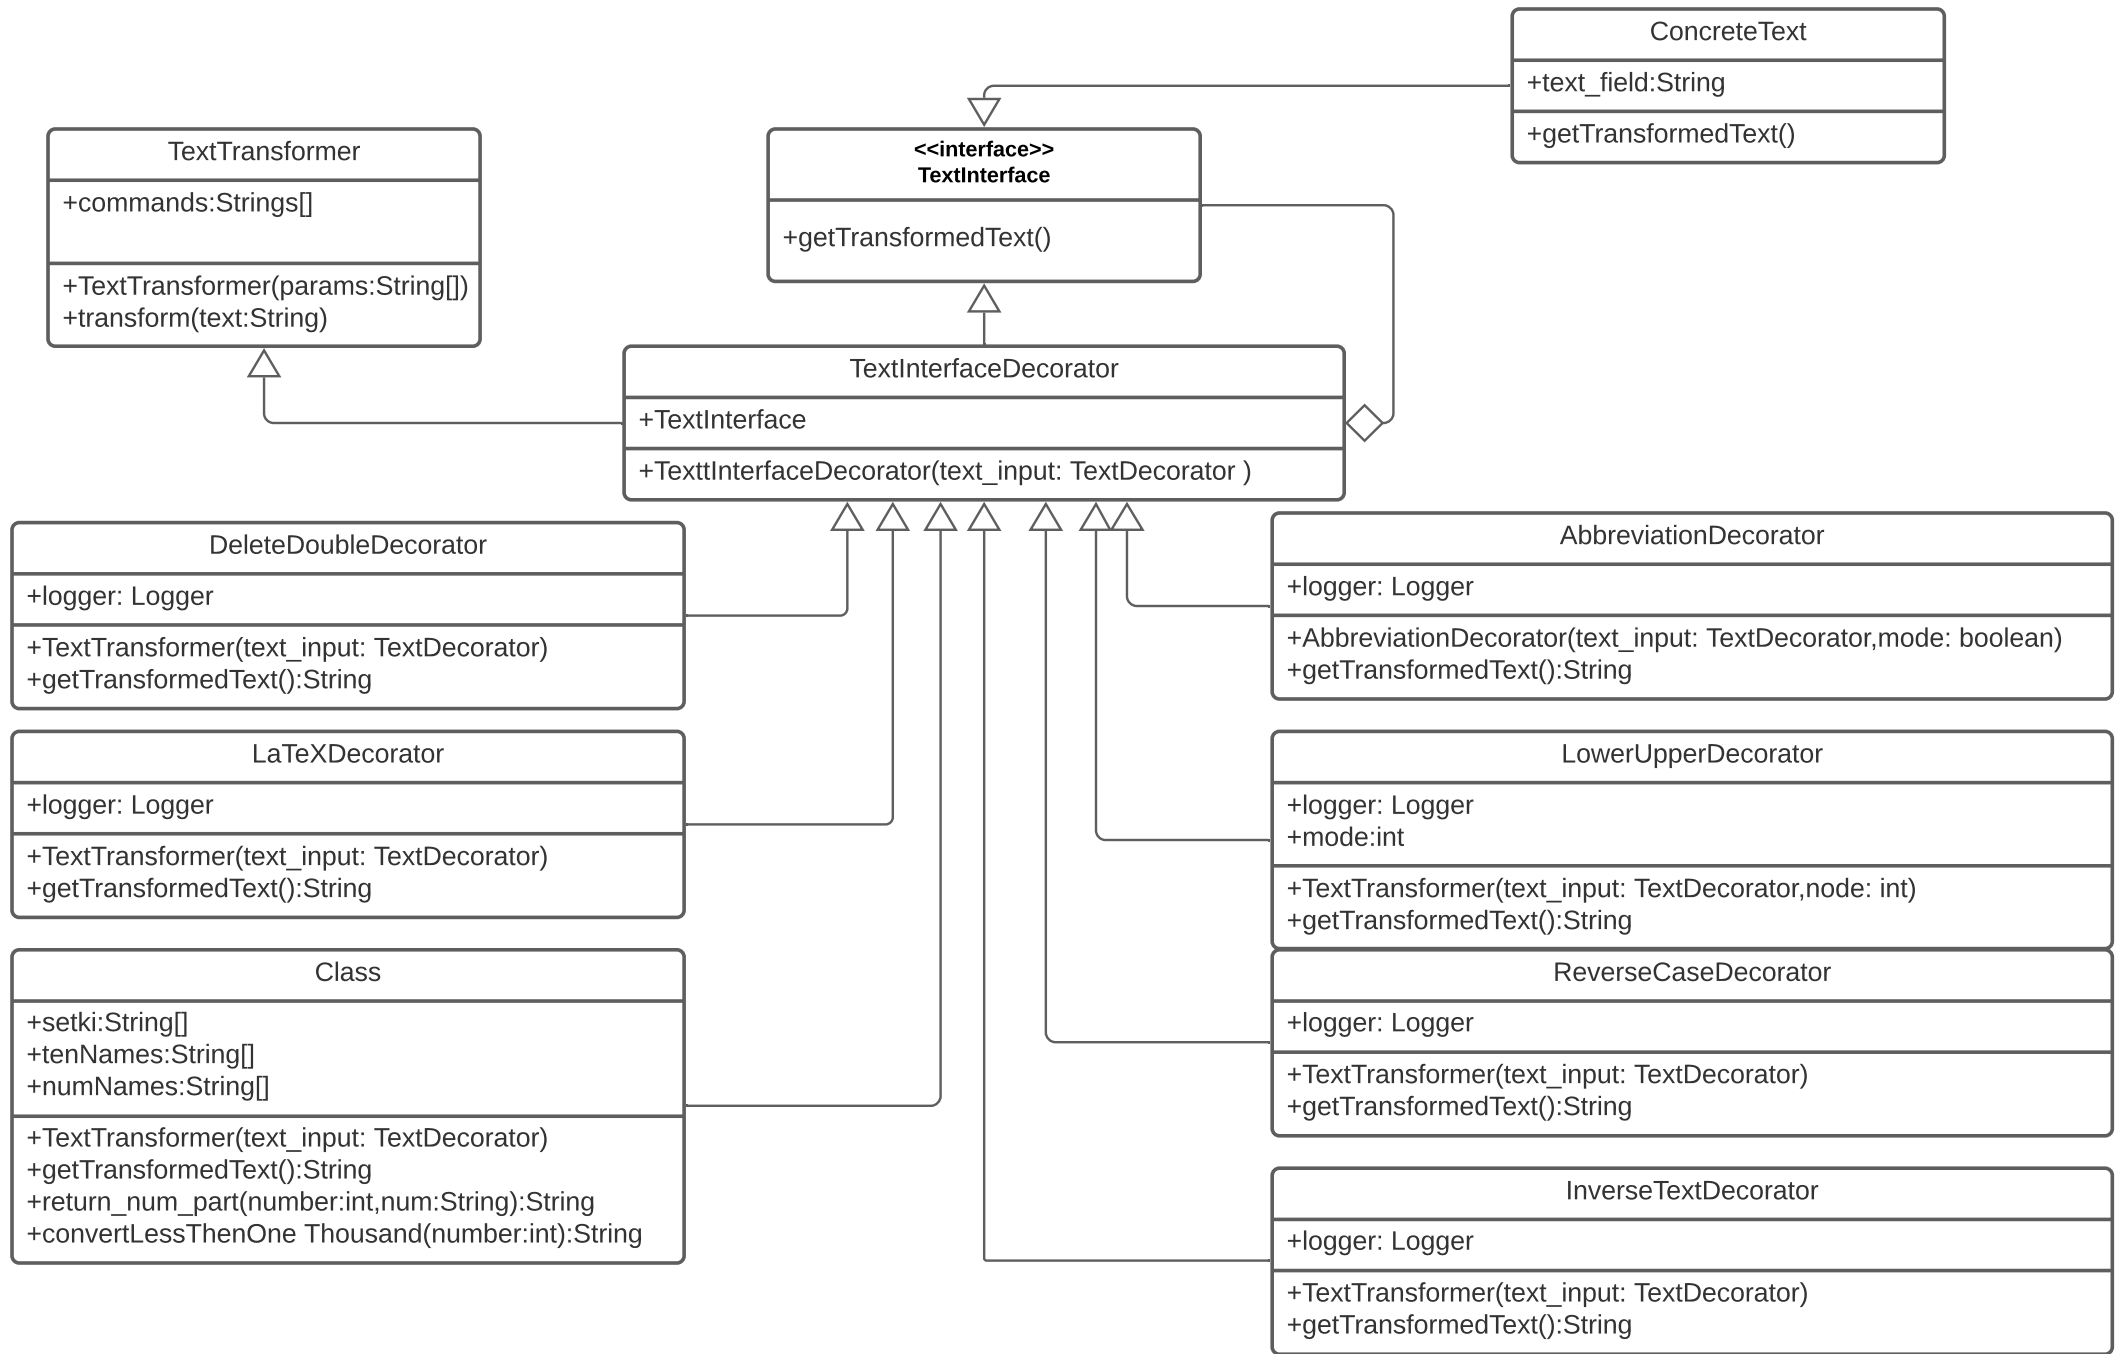 ConcreteText
+text_field:String
+getTransformedText()
TextTransformer
+commands:Strings[]
+TextTransformer(params:String[])
+transform(text:String)
<<interface>>
TextInterface
+getTransformedText()
TextInterfaceDecorator
+TextInterface
+TexttInterfaceDecorator(text_input: TextDecorator )
DeleteDoubleDecorator
+logger: Logger
+TextTransformer(text_input: TextDecorator)
+getTransformedText():String
LaTeXDecorator
+logger: Logger
+TextTransformer(text_input: TextDecorator)
+getTransformedText():String
Class
+setki:String[]
+tenNames:String[]
+numNames:String[]
+TextTransformer(text_input: TextDecorator)
+getTransformedText():String
+return_num_part(number:int,num:String):String
+convertLessThenOne Thousand(number:int):String
AbbreviationDecorator
+logger: Logger
+AbbreviationDecorator(text_input: TextDecorator,mode: boolean)
+getTransformedText():String
LowerUpperDecorator
+logger: Logger
+mode:int
+TextTransformer(text_input: TextDecorator,node: int)
+getTransformedText():String
ReverseCaseDecorator
+logger: Logger
+TextTransformer(text_input: TextDecorator)
+getTransformedText():String
InverseTextDecorator
+logger: Logger
+TextTransformer(text_input: TextDecorator)
+getTransformedText():String